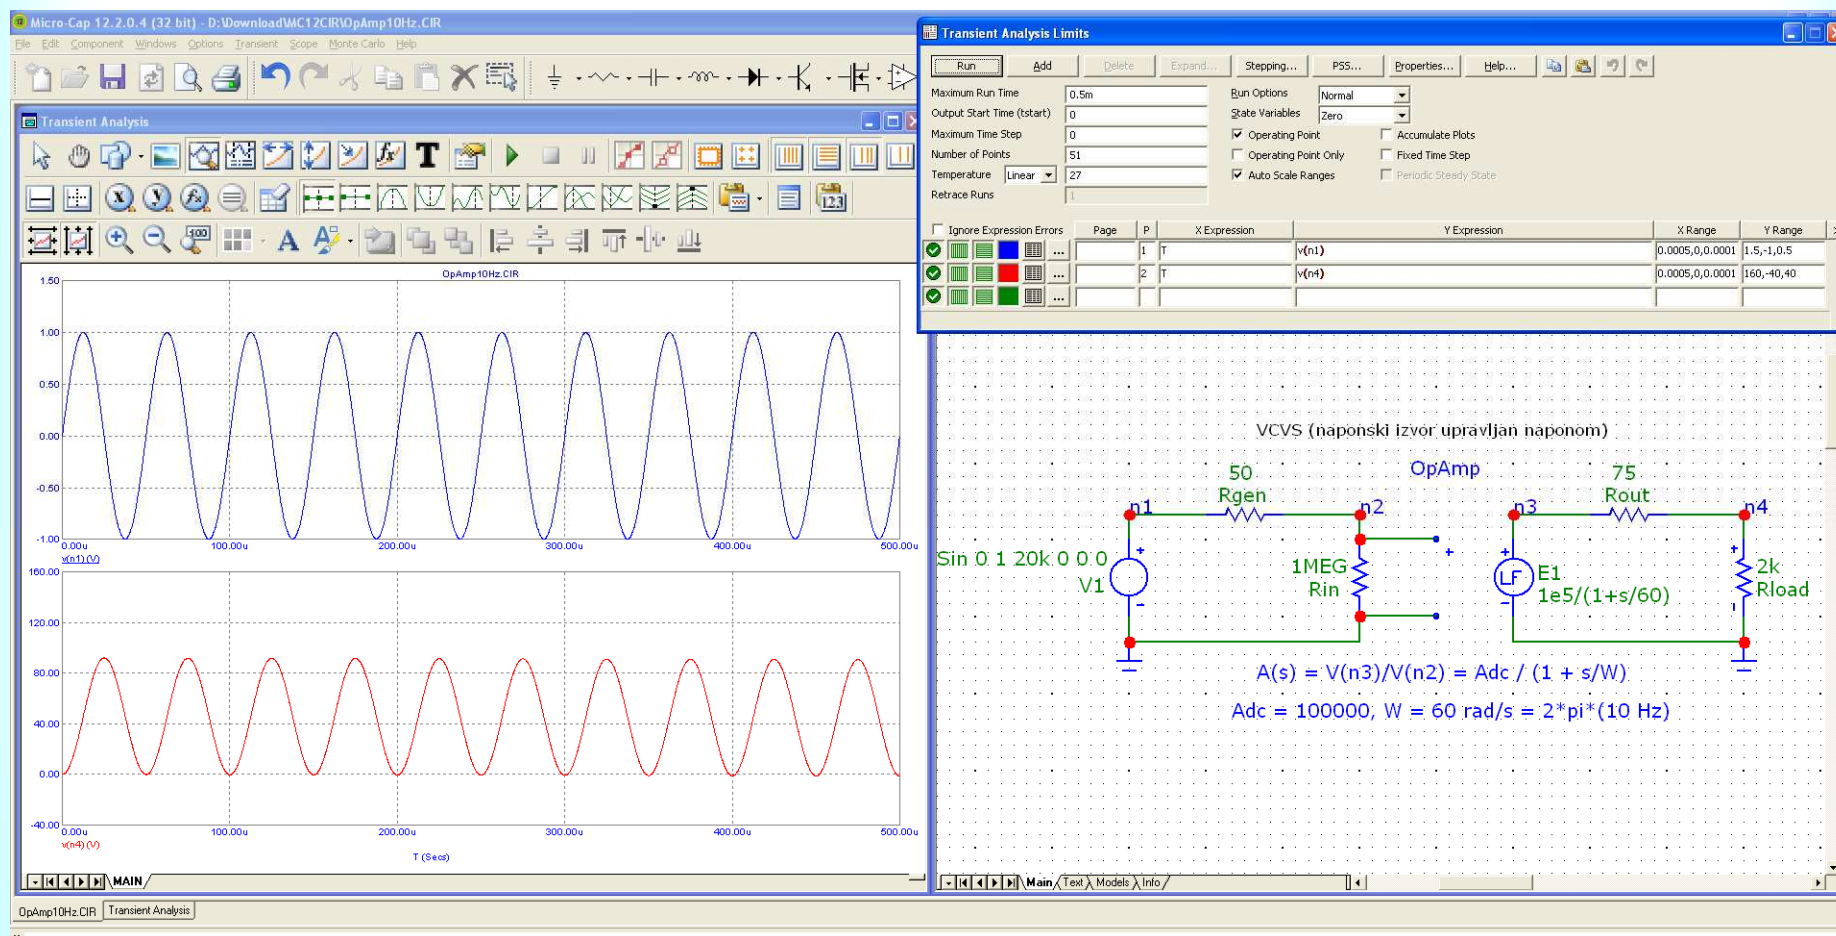 Micro-Cap 12.2.0.4 (32 bit) - D:\Download\MC12CIR\OpAmp10Hz.CIR
File Edit Component Windows Options Transient Scope Monte Carlo Help
Transient Analysis
OpAmp10Hz.CIR
1.50
1.00
0.50
0.00
-0.50
-1.00
0.00u 100.00u 200.00u 300.00u 400.00u 500.00u
v(n1) (V)
160.00
120.00
80.00
40.00
0.00
-40.00
0.00u 100.00u 200.00u 300.00u 400.00u 500.00u
v(n4) (V)
T (Secs)
MAIN
OpAmp10Hz.CIR Transient Analysis
Transient Analysis Limits
Run Add Delete Expand... Stepping... PSS... Properties... Help...
Maximum Run Time 0.5m Run Options Normal
Output Start Time (tstart) 0 State Variables Zero
Maximum Time Step 0 Operating Point Accumulate Plots
Number of Points 51 Operating Point Only Fixed Time Step
Temperature Linear 27 Auto Scale Ranges Periodic Steady State
Retrace Runs 1
Ignore Expression Errors Page P X Expression Y Expression X Range Y Range >
... 1 T v(n1) 0.0005,0,0.0001 1.5,-1,0.5
... 2 T v(n4) 0.0005,0,0.0001 160,-40,40
...
VCVS (naponski izvor upravljan naponom)
OpAmp
50
Rgen
75
Rout
n1 n2 n3 n4
Sin 0 1 20k 0 0 0
V1
1MEG
Rin
LF
E1
1e5/(1+s/60)
2k
Rload
A(s) = V(n3)/V(n2) = Adc / (1 + s/W)
Adc = 100000, W = 60 rad/s = 2*pi*(10 Hz)
Main Text Models Info